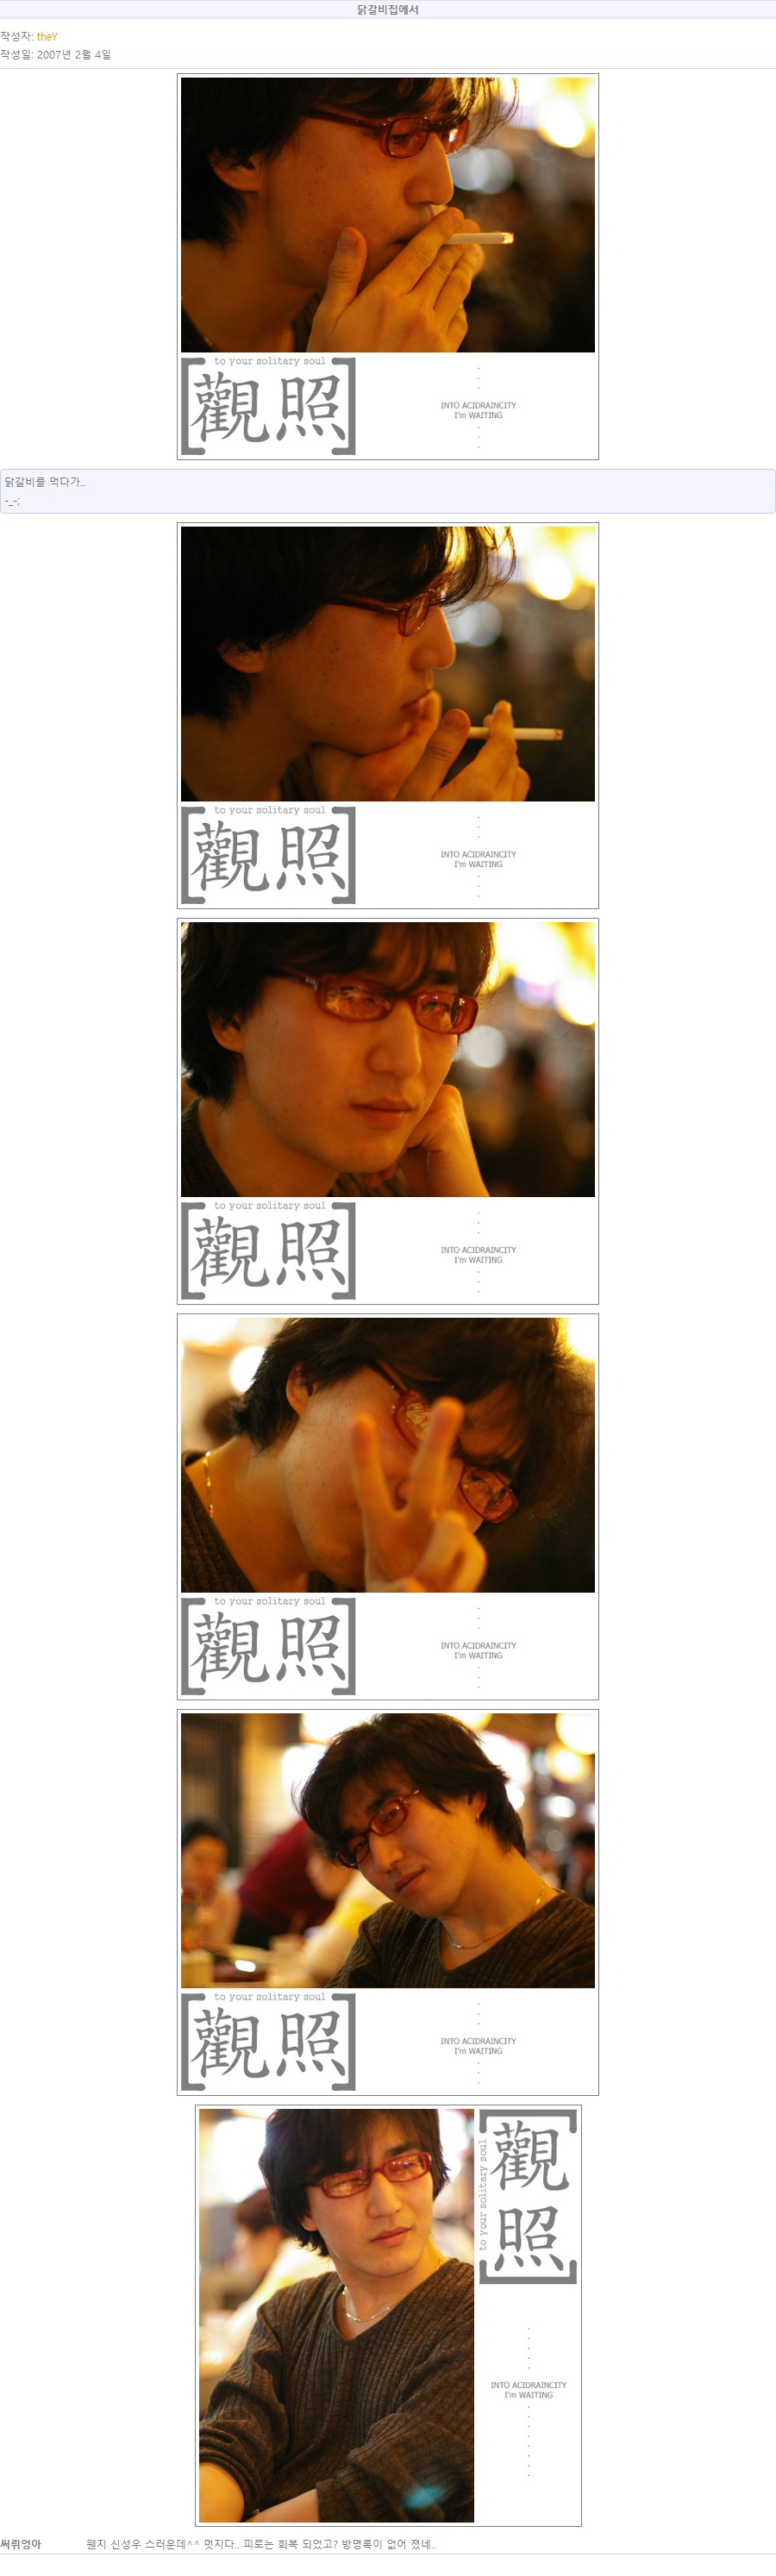 닭갈비집에서
작성자: theY
작성일: 2007년 2월 4일
to your solitary soul
觀照
INTO ACIDRAINCITY
I'm WAITING
닭갈비를 먹다가..
-_-;
to your solitary soul
觀照
INTO ACIDRAINCITY
I'm WAITING
to your solitary soul
觀照
INTO ACIDRAINCITY
I'm WAITING
to your solitary soul
觀照
INTO ACIDRAINCITY
I'm WAITING
to your solitary soul
觀照
INTO ACIDRAINCITY
I'm WAITING
to your solitary soul
觀照
INTO ACIDRAINCITY
I'm WAITING
웬지 신성우 스러운데^^ 멋지다.. 피로는 회복 되었고? 방명록이 없어 졌네..